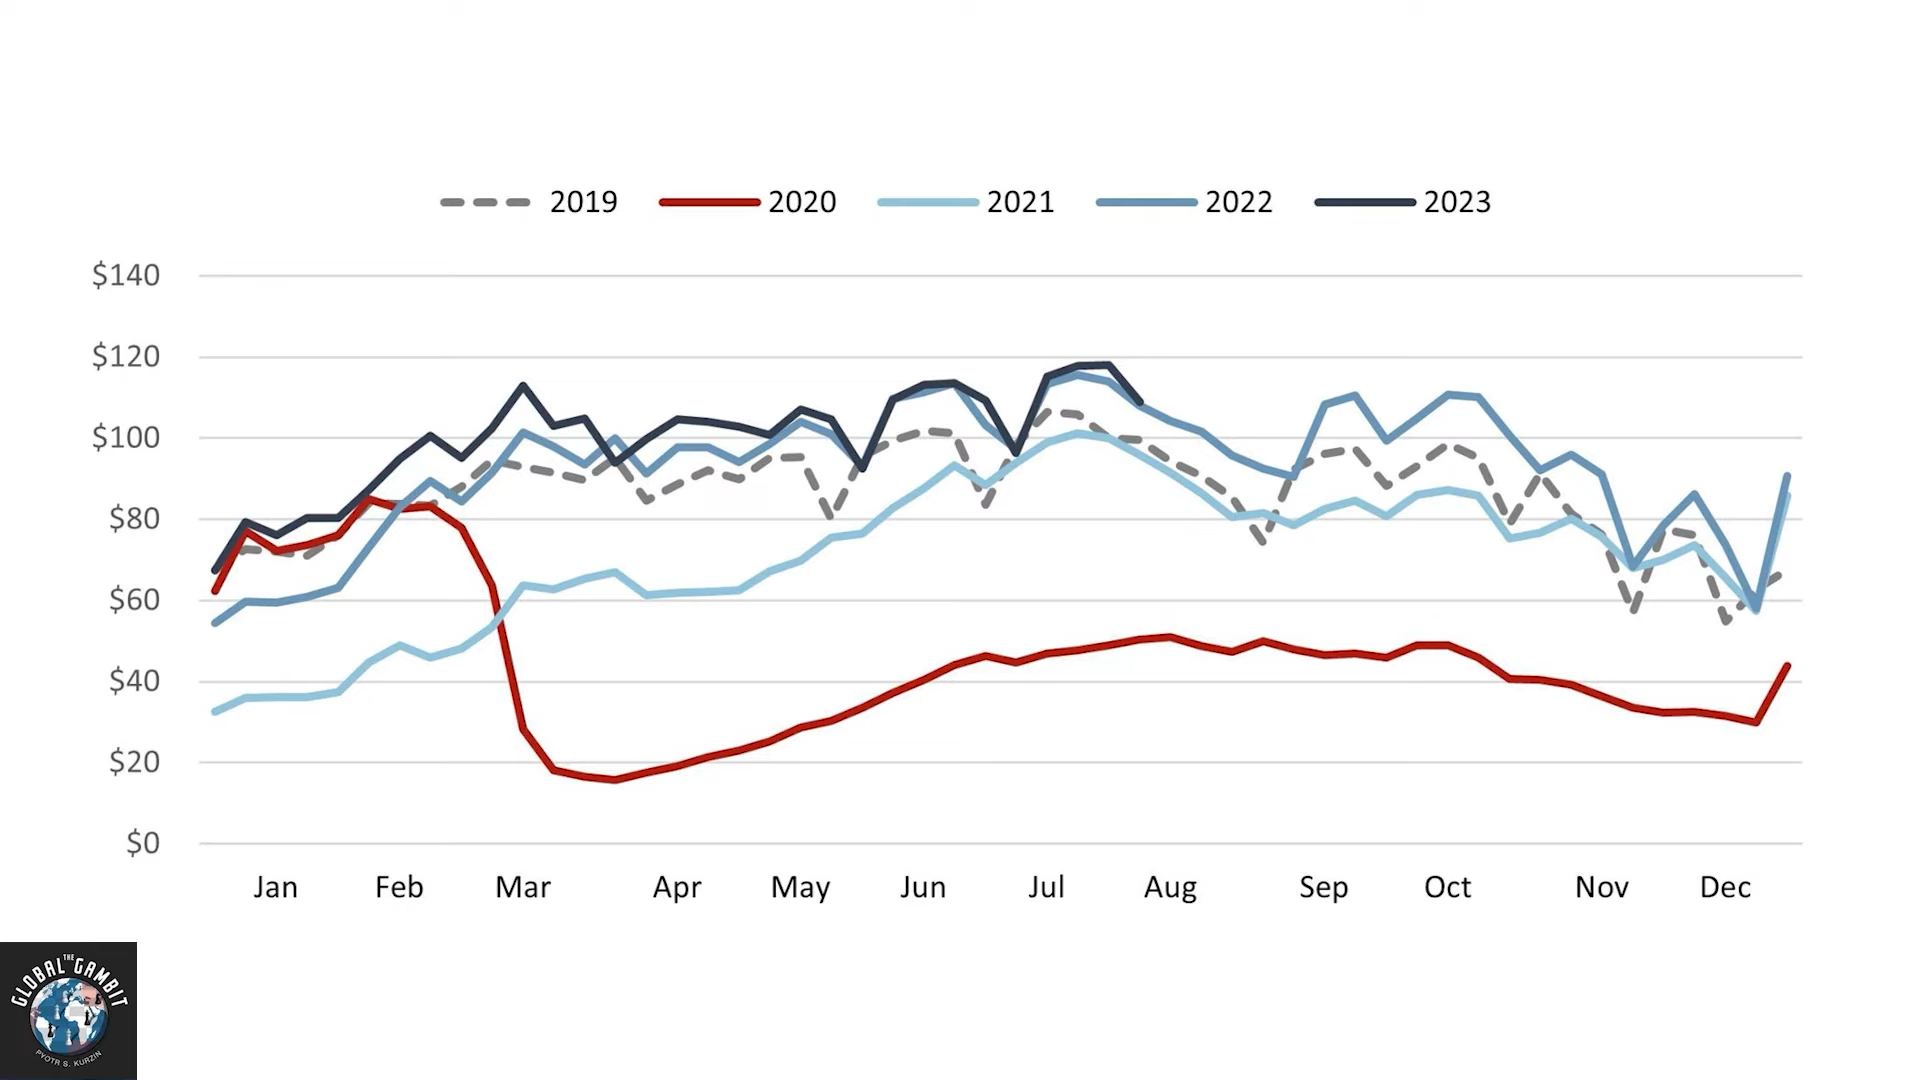 2019 2020 2021 2022 2023
$140
$120
$100
$80
$60
$40
$20
$0
Jan Feb Mar Apr May Jun Jul Aug Sep Oct Nov Dec
THE
GLOBAL GAMBIT
PYOTR S. KURZIN